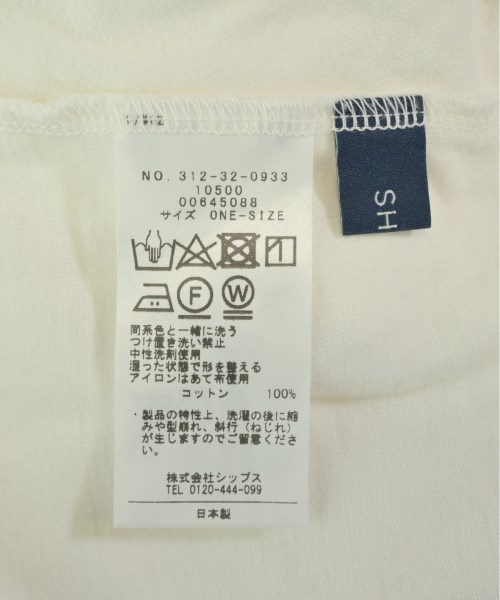 NO. 312-32-0933
10500
00645088
サイズ ONE-SIZE
F W
同系色と一緒に洗う
つけ置き洗い禁止
中性洗剤使用
湿った状態で形を整える
アイロンはあて布使用
コットン 100%
・製品の特性上、洗濯の後に縮
みや型崩れ、斜行(ねじれ)
が生じますのでご留意くださ
い。
株式会社シップス
TEL 0120-444-099
日本製
SH